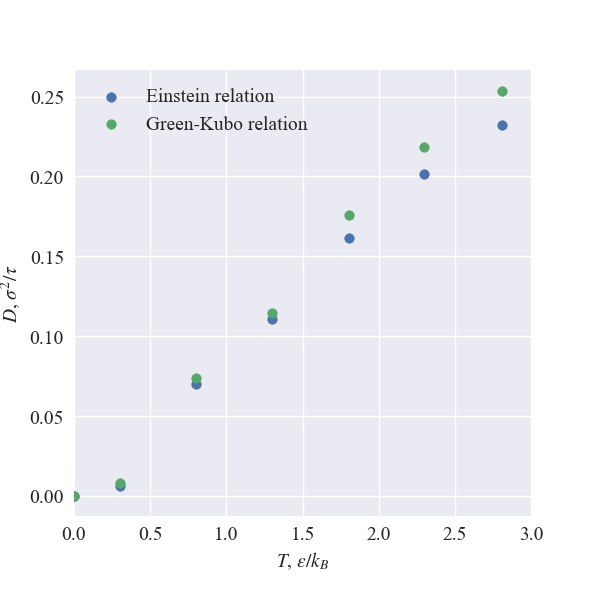 Einstein relation
Green-Kubo relation
0.25
0.20
0.15
0.10
0.05
0.00
D, σ²/τ
0.0 0.5 1.0 1.5 2.0 2.5 3.0
T, ε/k_B